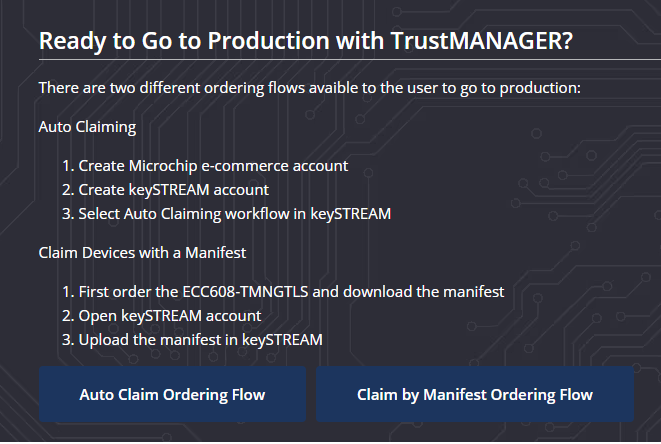 Ready to Go to Production with TrustMANAGER?
There are two different ordering flows avaible to the user to go to production:
Auto Claiming
1. Create Microchip e-commerce account
2. Create keySTREAM account
3. Select Auto Claiming workflow in keySTREAM
Claim Devices with a Manifest
1. First order the ECC608-TMNGTLS and download the manifest
2. Open keySTREAM account
3. Upload the manifest in keySTREAM
Auto Claim Ordering Flow
Claim by Manifest Ordering Flow